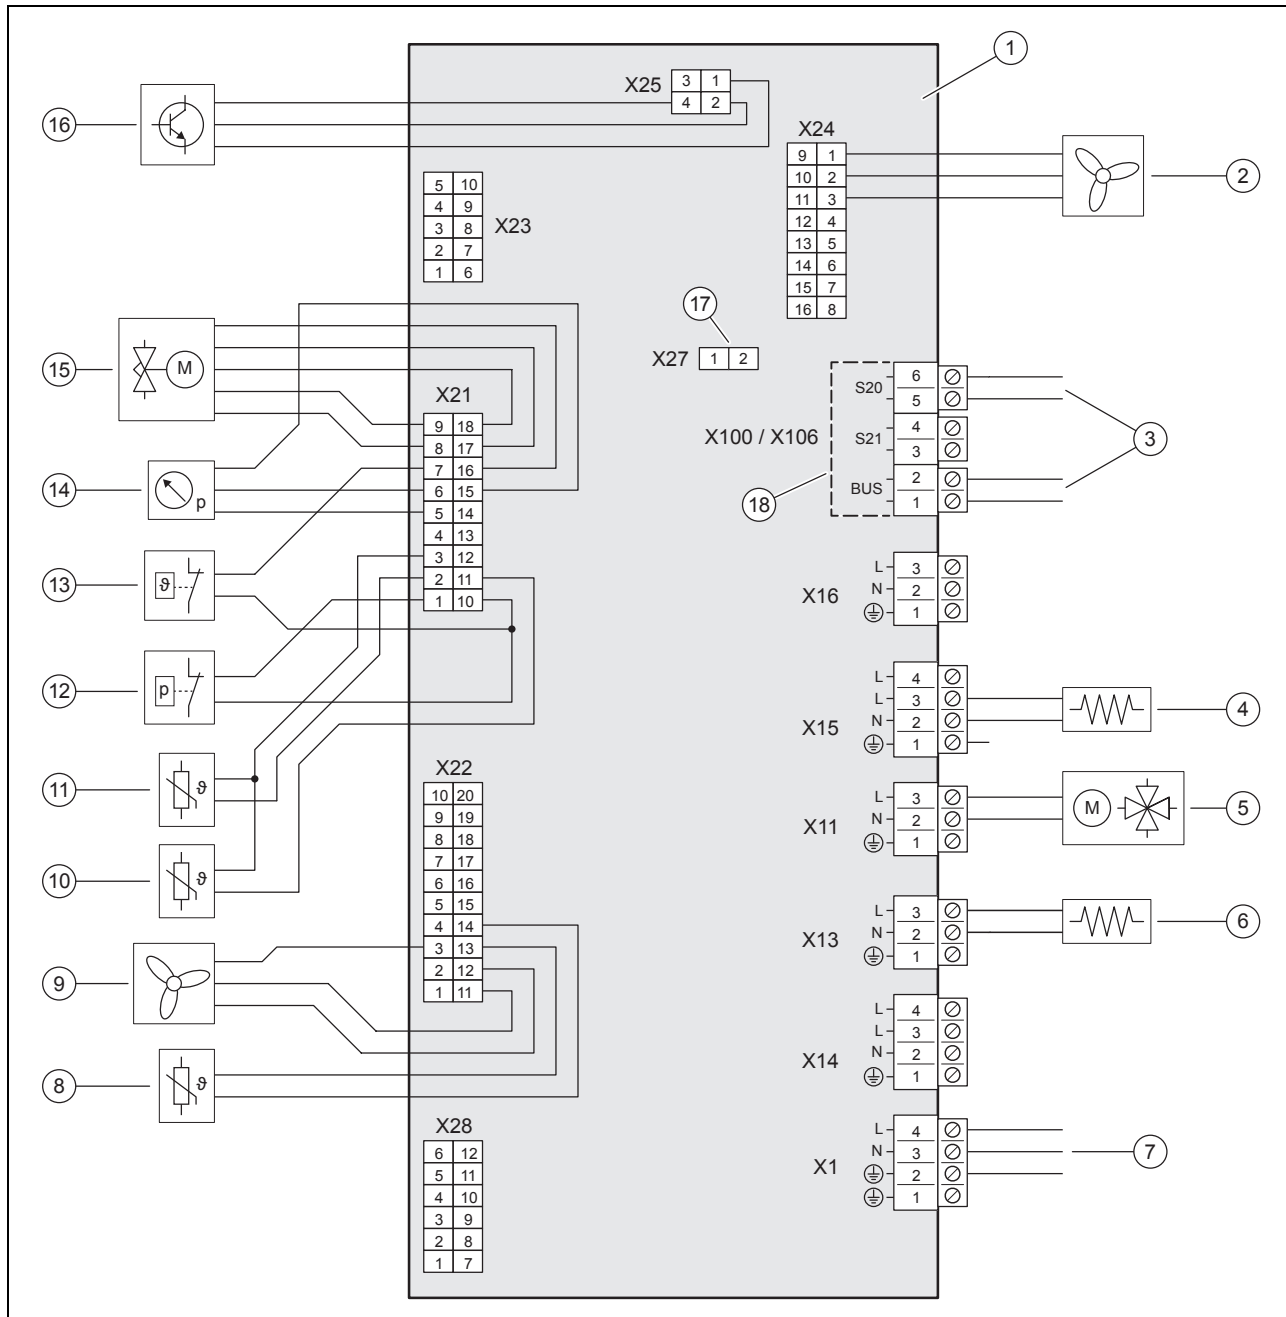 1
X25
3 1
4 2
16
X24
9 1
10 2
11 3
12 4
13 5
14 6
15 7
16 8
2
5 10
4 9
3 8
2 7
1 6
X23
17
X27
1 2
15
M
X21
9 18
8 17
7 16
6 15
5 14
4 13
3 12
2 11
1 10
X100 / X106
S20
6
5
S21
4
3
BUS
2
1
3
18
14
p
13
ϑ
X16
L 3
N 2
1
12
p
X15
L 4
L 3
N 2
1
4
11
ϑ
X22
10 20
9 19
8 18
7 17
6 16
5 15
4 14
3 13
2 12
1 11
X11
L 3
N 2
1
M
5
10
ϑ
X13
L 3
N 2
1
6
9
X14
L 4
L 3
N 2
1
8
ϑ
X28
6 12
5 11
4 10
3 9
2 8
1 7
X1
L 4
N 3
2
1
7